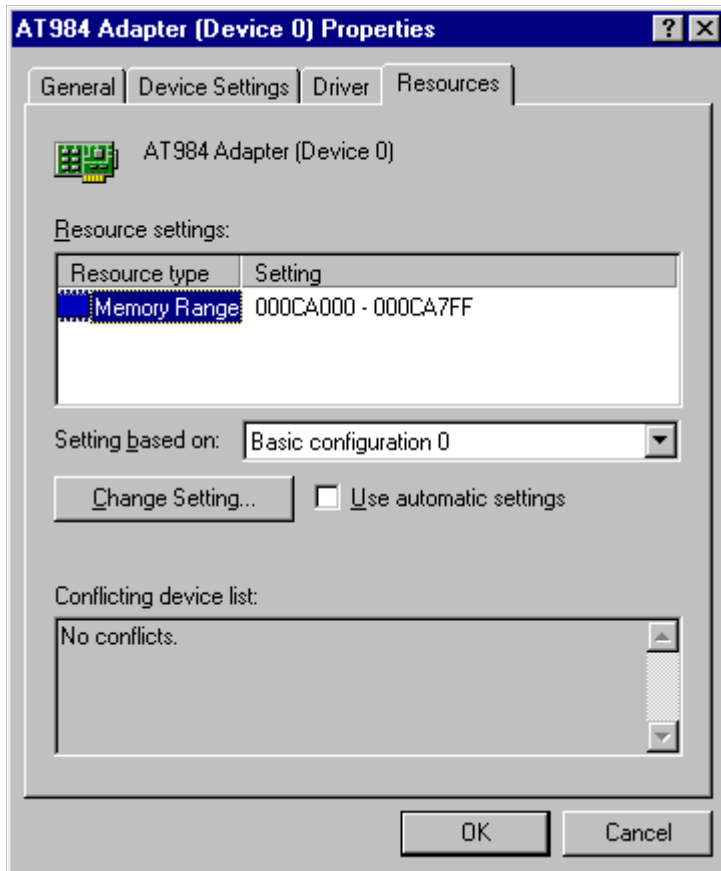 AT984 Adapter (Device 0) Properties
General Device Settings Driver Resources
AT984 Adapter (Device 0)
Resource settings:
Resource type Setting
Memory Range 000CA000 - 000CA7FF
Setting based on: Basic configuration 0
Change Setting... Use automatic settings
Conflicting device list:
No conflicts.
OK Cancel